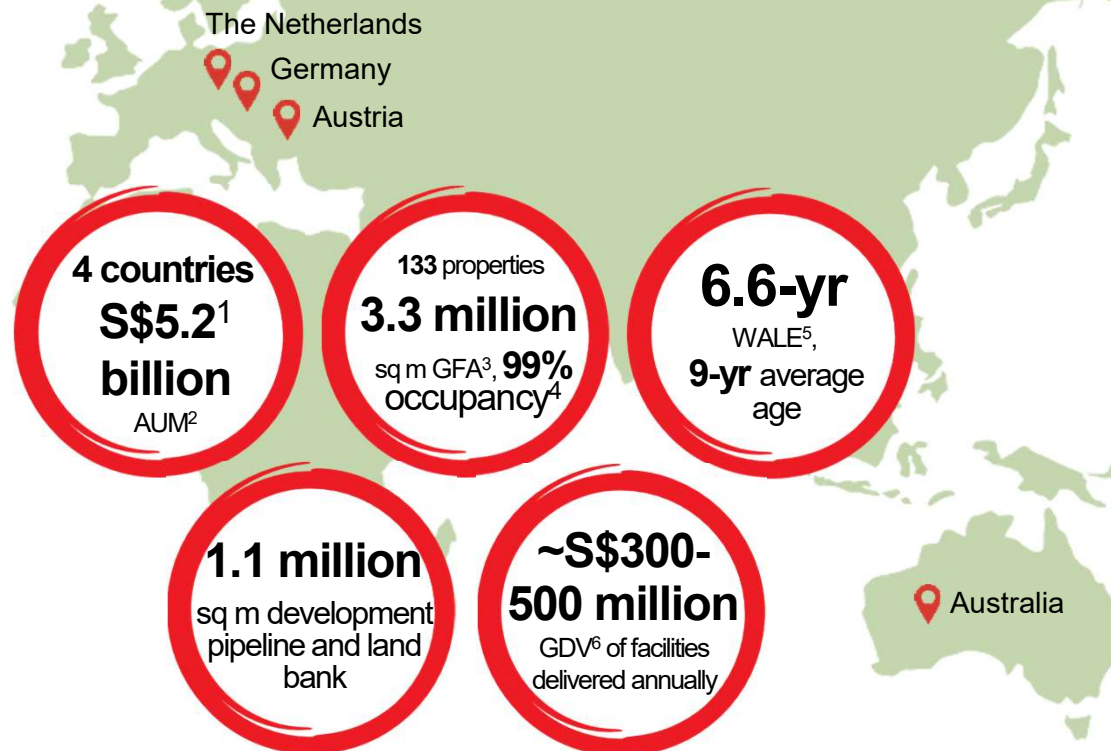 The Netherlands
Germany
Austria
4 countries
S$5.2¹
billion
AUM²
133 properties
3.3 million
sq m GFA³, 99%
occupancy⁴
6.6-yr
WALE⁵,
9-yr average
age
1.1 million
sq m development
pipeline and land
bank
~S$300-
500 million
GDV⁶ of facilities
delivered annually
Australia